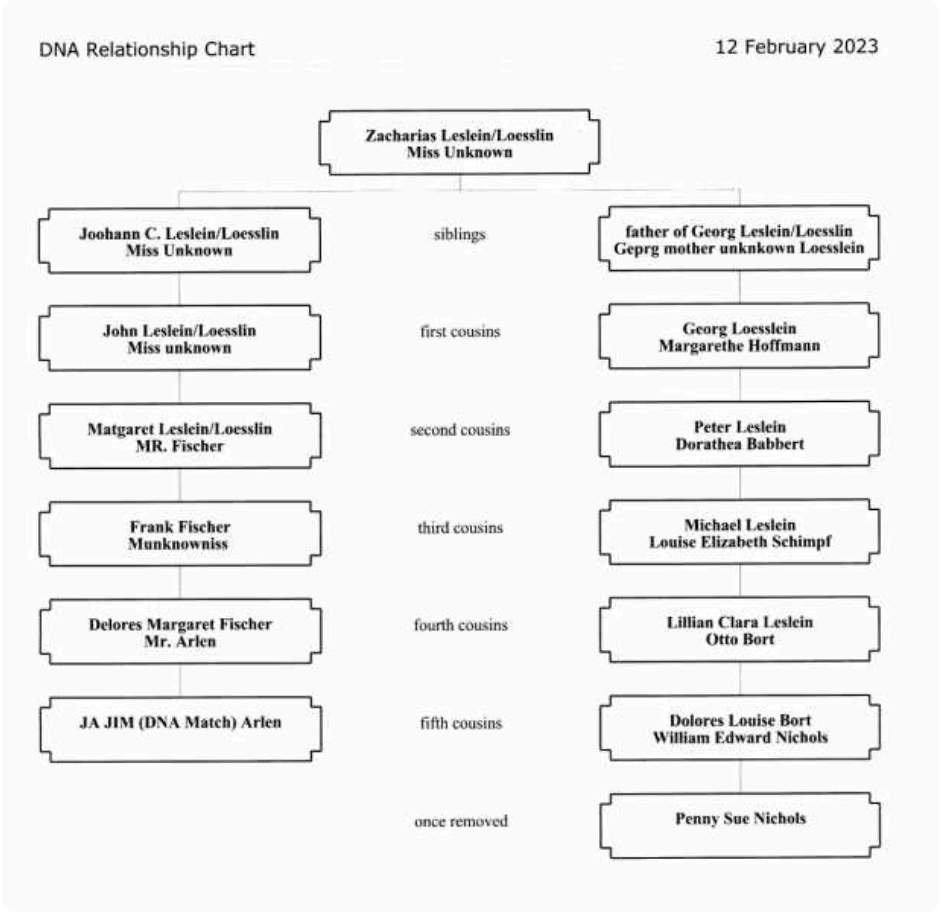 DNA Relationship Chart
12 February 2023
Zacharias Leslein/Loesslin
Miss Unknown
Joohann C. Leslein/Loesslin
Miss Unknown
siblings
father of Georg Leslein/Loesslin
Geprg mother unknkown Loesslein
John Leslein/Loesslin
Miss unknown
first cousins
Georg Loesslein
Margarethe Hoffmann
Matgaret Leslein/Loesslin
MR. Fischer
second cousins
Peter Leslein
Dorathea Babbert
Frank Fischer
Munknowniss
third cousins
Michael Leslein
Louise Elizabeth Schimpf
Delores Margaret Fischer
Mr. Arlen
fourth cousins
Lillian Clara Leslein
Otto Bort
JA JIM (DNA Match) Arlen
fifth cousins
Dolores Louise Bort
William Edward Nichols
once removed
Penny Sue Nichols